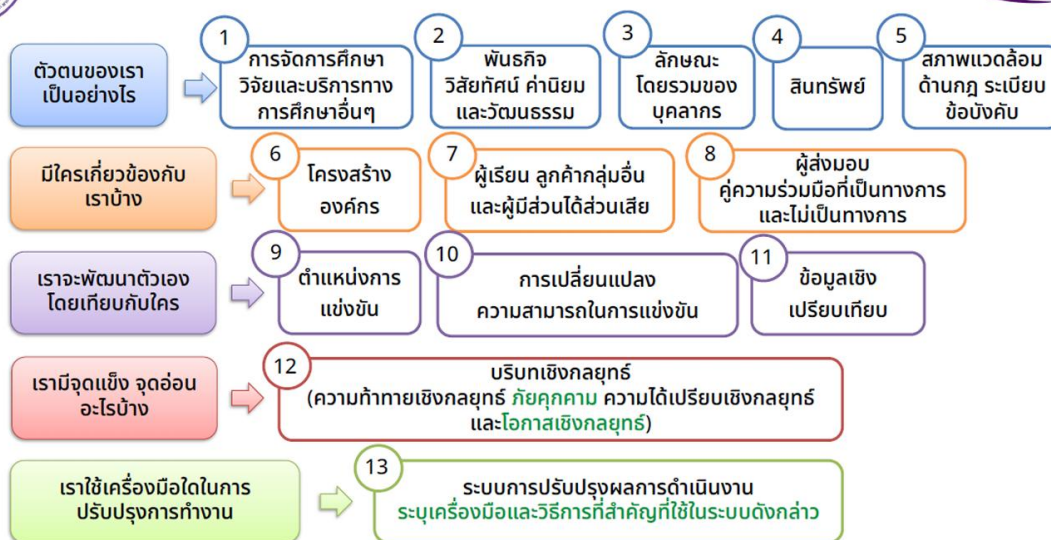 ตัวตนของเรา
เป็นอย่างไร
1
การจัดการศึกษา
วิจัยและบริการทาง
การศึกษาอื่นๆ
2
พันธกิจ
วิสัยทัศน์ ค่านิยม
และวัฒนธรรม
3
ลักษณะ
โดยรวมของ
บุคลากร
4
สินทรัพย์
5
สภาพแวดล้อม
ด้านกฎ ระเบียบ
ข้อบังคับ
มีใครเกี่ยวข้องกับ
เราบ้าง
6
โครงสร้าง
องค์กร
7
ผู้เรียน ลูกค้ากลุ่มอื่น
และผู้มีส่วนได้ส่วนเสีย
8
ผู้ส่งมอบ
คู่ความร่วมมือที่เป็นทางการ
และไม่เป็นทางการ
เราจะพัฒนาตัวเอง
โดยเทียบกับใคร
9
ตำแหน่งการ
แข่งขัน
10
การเปลี่ยนแปลง
ความสามารถในการแข่งขัน
11
ข้อมูลเชิง
เปรียบเทียบ
เรามีจุดแข็ง จุดอ่อน
อะไรบ้าง
12
บริบทเชิงกลยุทธ์
(ความท้าทายเชิงกลยุทธ์ ภัยคุกคาม ความได้เปรียบเชิงกลยุทธ์
และโอกาสเชิงกลยุทธ์)
เราใช้เครื่องมือใดในการ
ปรับปรุงการทำงาน
13
ระบบการปรับปรุงผลการดำเนินงาน
ระบุเครื่องมือและวิธีการที่สำคัญที่ใช้ในระบบดังกล่าว